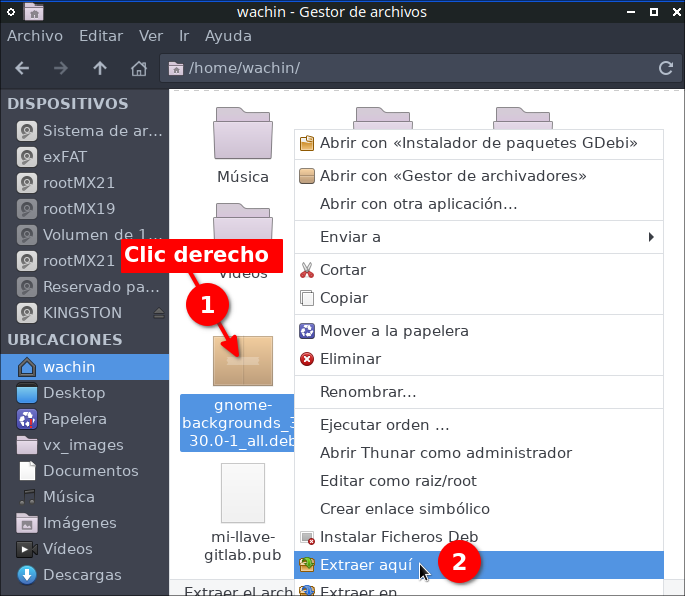 wachin - Gestor de archivos
Archivo Editar Ver Ir Ayuda
/home/wachin/
DISPOSITIVOS
Sistema de ar...
exFAT
rootMX21
rootMX19
Volumen de 1...
rootMX21
Reservado pa...
KINGSTON
UBICACIONES
wachin
Desktop
Papelera
vx_images
Documentos
Música
Imágenes
Vídeos
Descargas
Música
Vídeos
Clic derecho
1
gnome-
backgrounds_3
30.0-1_all.deb
mi-llave-
gitlab.pub
Abrir con «Instalador de paquetes GDebi»
Abrir con «Gestor de archivadores»
Abrir con otra aplicación...
Enviar a
Cortar
Copiar
Mover a la papelera
Eliminar
Renombrar...
Ejecutar orden ...
Abrir Thunar como administrador
Editar como raiz/root
Crear enlace simbólico
Instalar Ficheros Deb
Extraer aquí
2
Extraer en
Extraer el arch